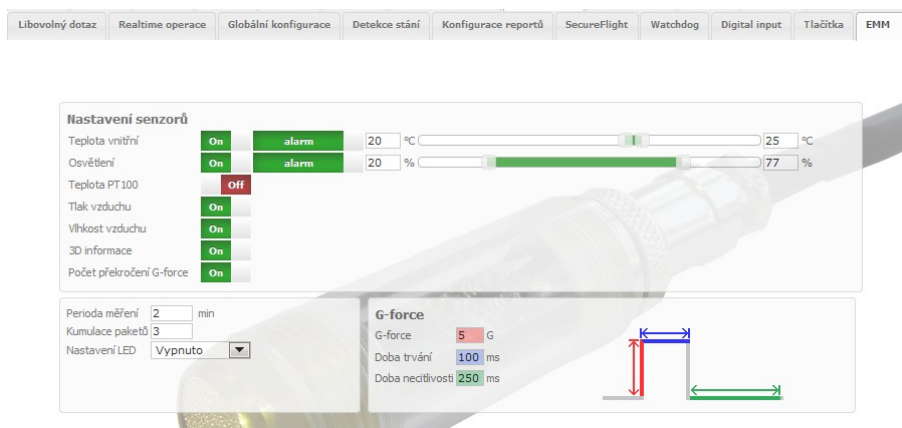 Libovolný dotaz Realtime operace Globální konfigurace Detekce stání Konfigurace reportů SecureFlight Watchdog Digital input Tlačítka EMM
Nastavení senzorů
Teplota vnitřní On alarm 20 °C 25 °C
Osvětlení On alarm 20 % 77 %
Teplota PT100 Off
Tlak vzduchu On
Vlhkost vzduchu On
3D informace On
Počet překročení G-force On
Perioda měření 2 min
Kumulace paketů 3
Nastavení LED Vypnuto
G-force
G-force 5 G
Doba trvání 100 ms
Doba necitlivosti 250 ms